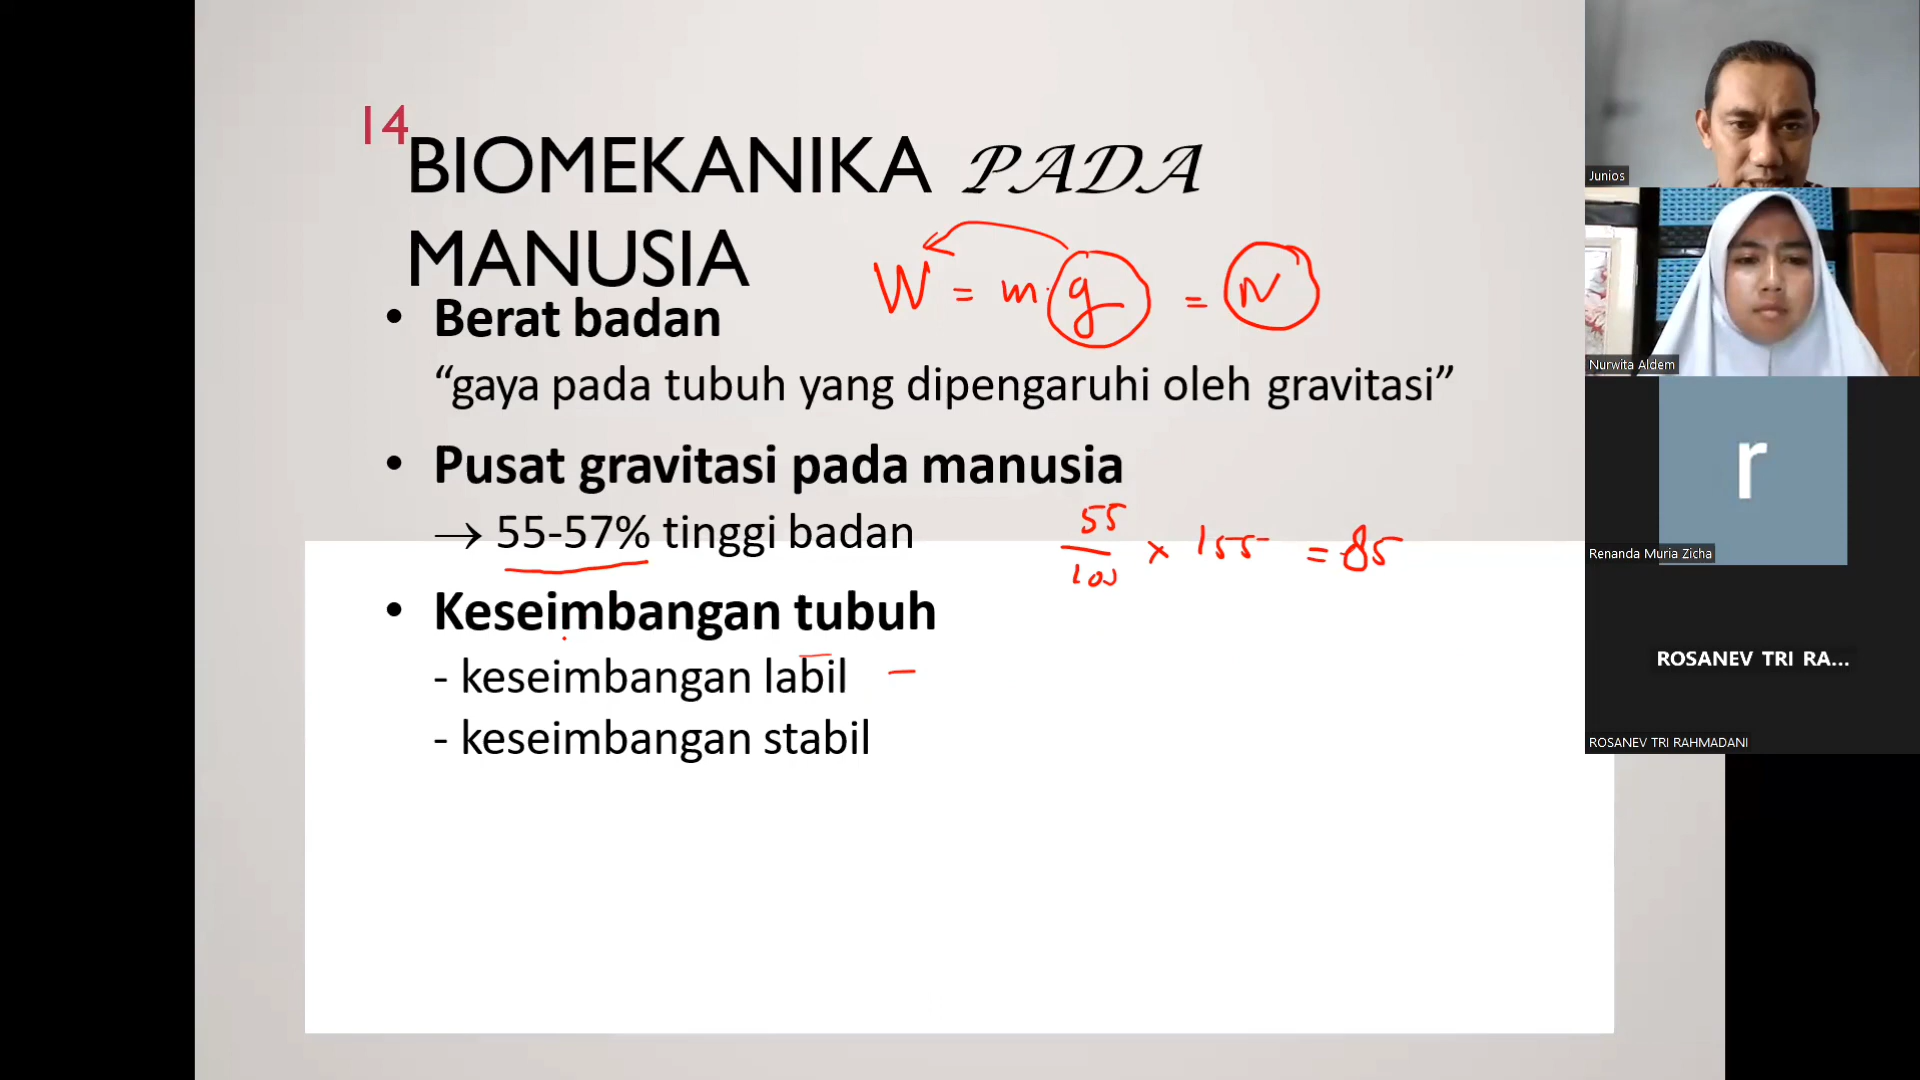 14
BIOMEKANIKA PADA
MANUSIA
W = m.g = N
• Berat badan
“gaya pada tubuh yang dipengaruhi oleh gravitasi”
• Pusat gravitasi pada manusia
→ 55-57% tinggi badan
55/100 × 155 = 85
• Keseimbangan tubuh
- keseimbangan labil –
- keseimbangan stabil
Junios
Nurwita Aldem
r
Renanda Muria Zicha
ROSANEV TRI RA...
ROSANEV TRI RAHMADANI